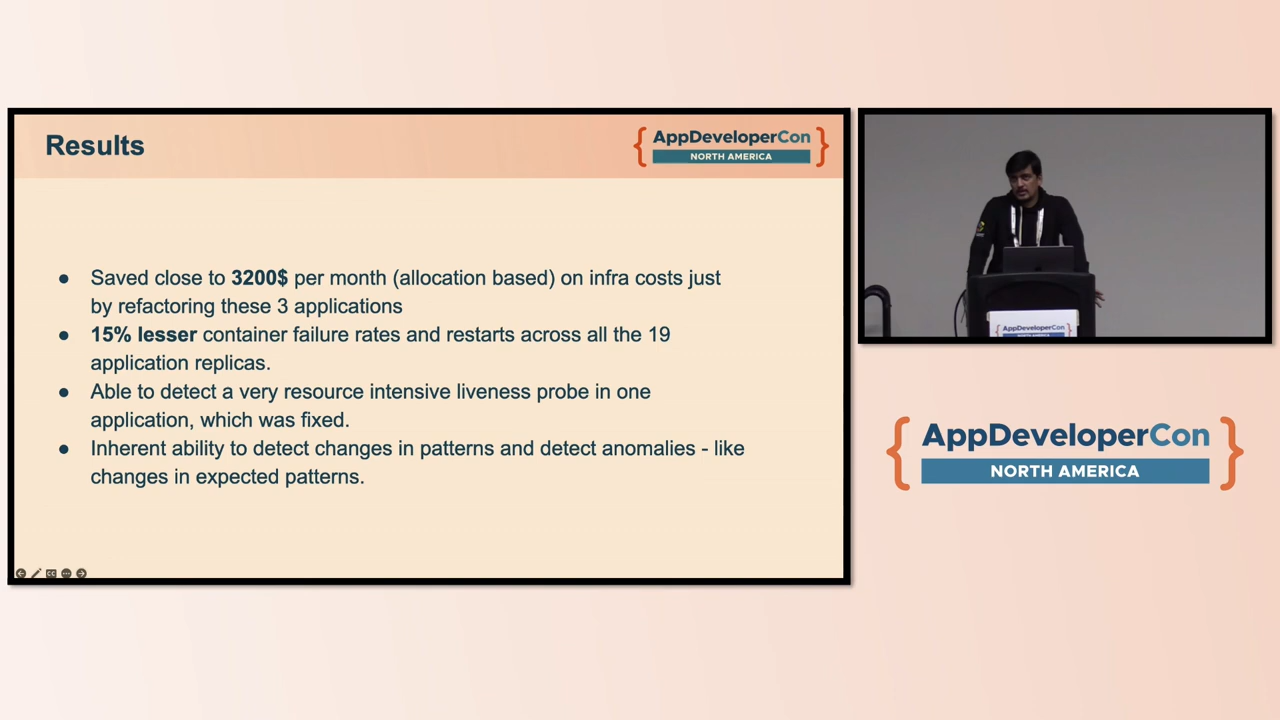 Results
{ AppDeveloperCon }
NORTH AMERICA
● Saved close to 3200$ per month (allocation based) on infra costs just
by refactoring these 3 applications
● 15% lesser container failure rates and restarts across all the 19
application replicas.
● Able to detect a very resource intensive liveness probe in one
application, which was fixed.
● Inherent ability to detect changes in patterns and detect anomalies - like
changes in expected patterns.
{ AppDeveloperCon }
{ AppDeveloperCon }
NORTH AMERICA